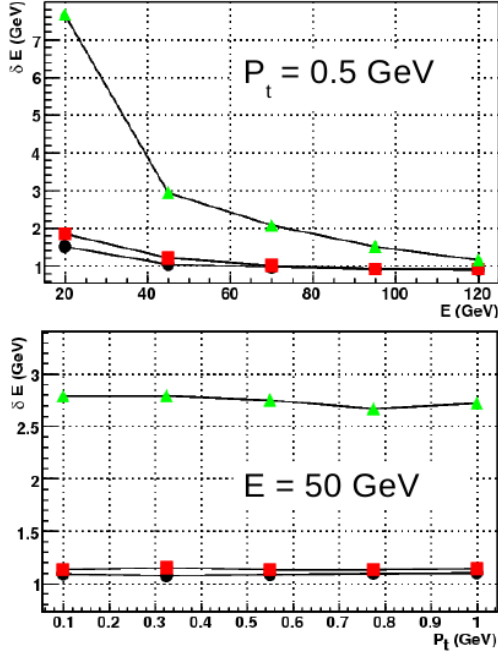 δ E (GeV)
7
6
5
4
3
2
1
P_t = 0.5 GeV
20 40 60 80 100 120
E (GeV)
δ E (GeV)
3
2.5
2
1.5
1
E = 50 GeV
0.1 0.2 0.3 0.4 0.5 0.6 0.7 0.8 0.9 1
P_t (GeV)